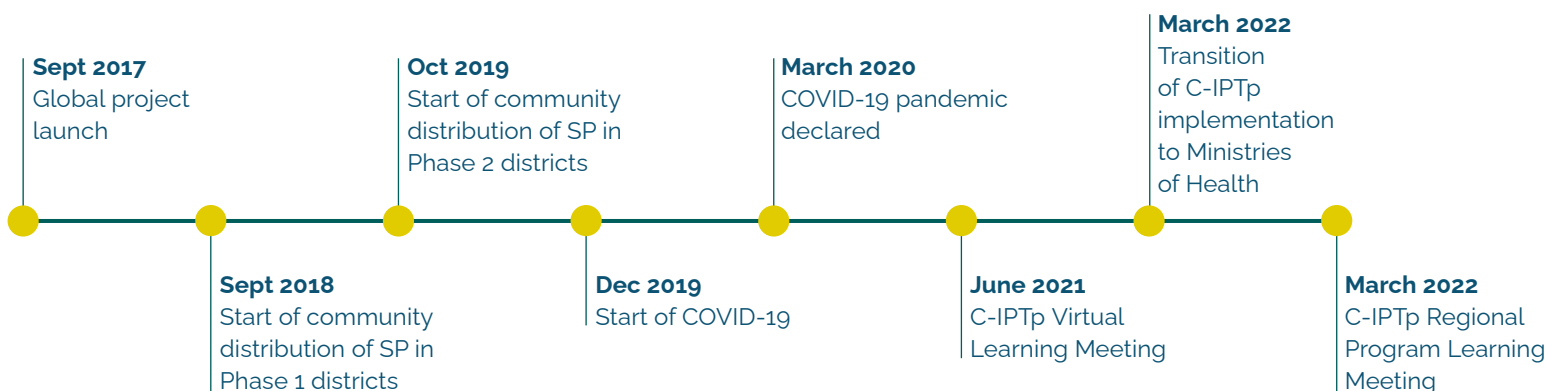 Sept 2017
Global project
launch
Sept 2018
Start of community
distribution of SP in
Phase 1 districts
Oct 2019
Start of community
distribution of SP in
Phase 2 districts
Dec 2019
Start of COVID-19
March 2020
COVID-19 pandemic
declared
June 2021
C-IPTp Virtual
Learning Meeting
March 2022
Transition
of C-IPTp
implementation
to Ministries
of Health
March 2022
C-IPTp Regional
Program Learning
Meeting